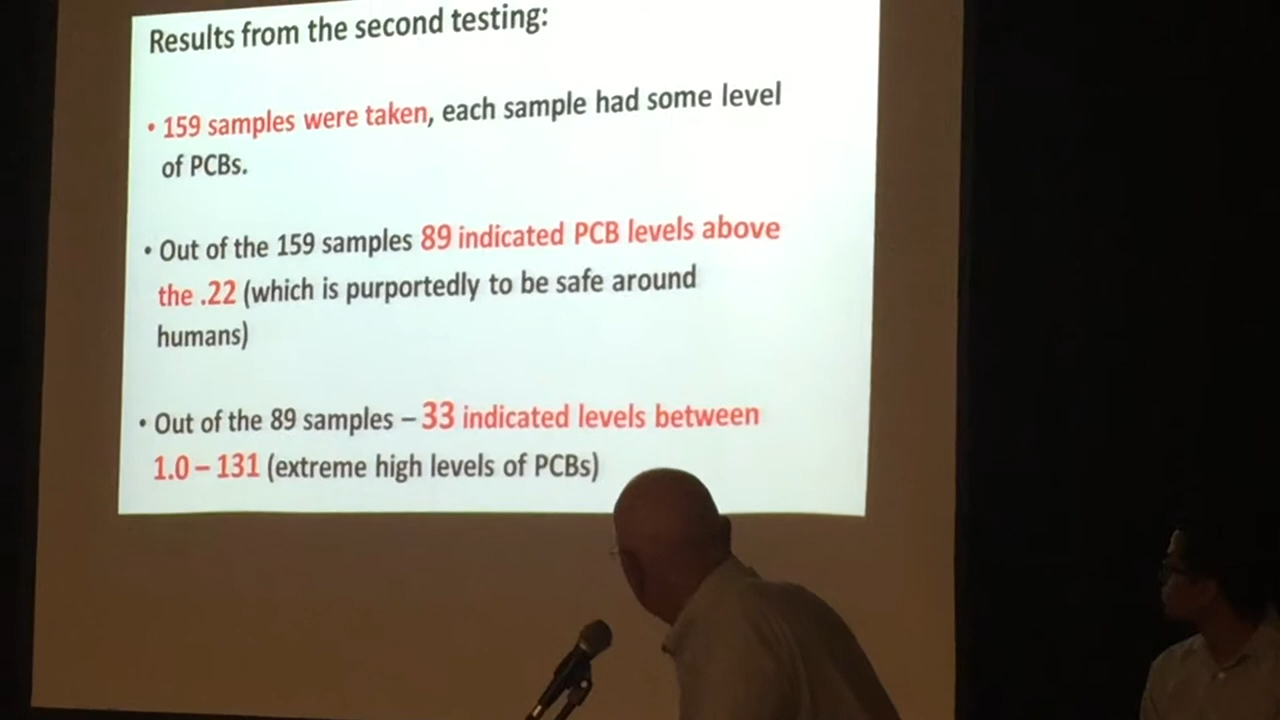 Results from the second testing:
• 159 samples were taken, each sample had some level
of PCBs.
• Out of the 159 samples 89 indicated PCB levels above
the .22 (which is purportedly to be safe around
humans)
• Out of the 89 samples – 33 indicated levels between
1.0 – 131 (extreme high levels of PCBs)